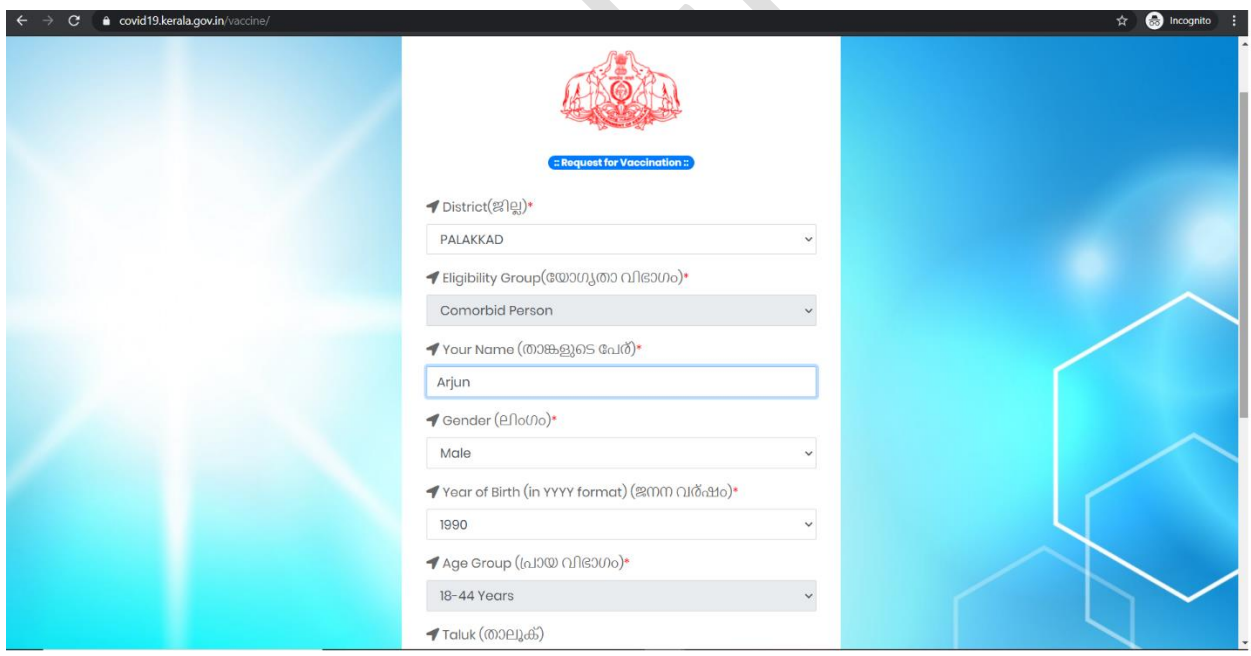 covid19.kerala.gov.in/vaccine/
Incognito
:: Request for Vaccination ::
District(ജില്ല)*
PALAKKAD
Eligibility Group(യോഗ്യതാ വിഭാഗം)*
Comorbid Person
Your Name (താങ്കളുടെ പേര്)*
Arjun
Gender (ലിംഗം)*
Male
Year of Birth (in YYYY format) (ജനന വർഷം)*
1990
Age Group (പ്രായ വിഭാഗം)*
18-44 Years
Taluk (താലൂക്)